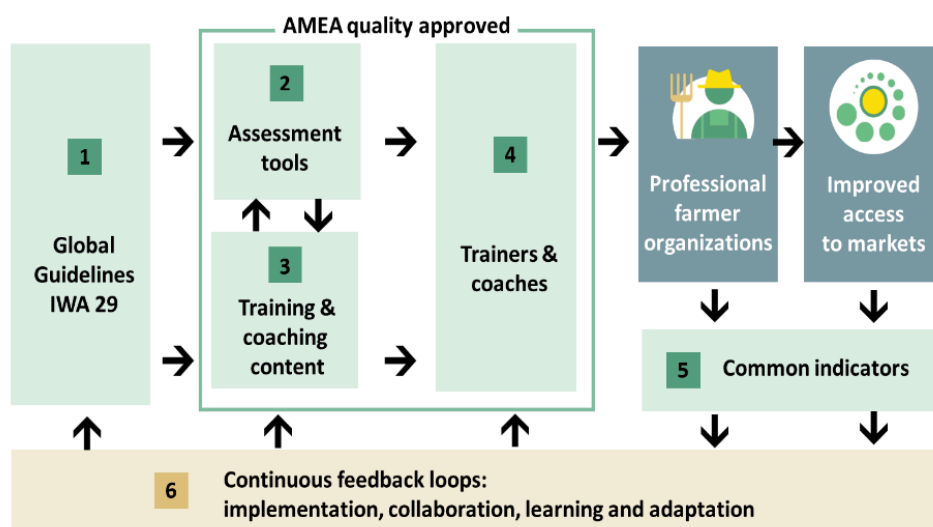 AMEA quality approved
1
Global
Guidelines
IWA 29
2
Assessment
tools
3
Training &
coaching
content
4
Trainers &
coaches
Professional
farmer
organizations
Improved
access
to markets
5
Common indicators
6
Continuous feedback loops:
implementation, collaboration, learning and adaptation